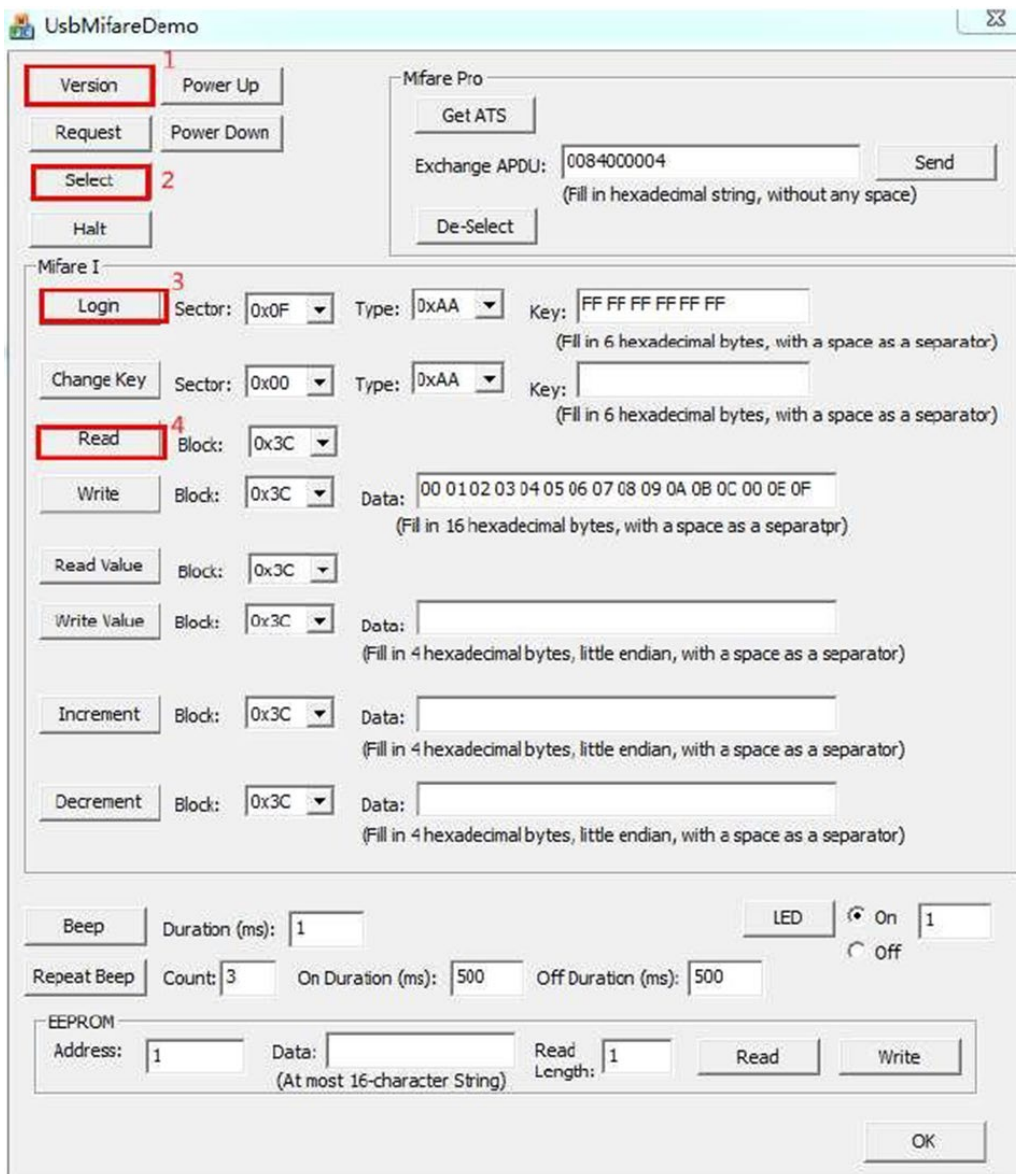 UsbMifareDemo
1
Version Power Up
Mifare Pro
Get ATS
Request Power Down
Exchange APDU: 0084000004 Send
Select 2
(Fill in hexadecimal string, without any space)
Halt
De-Select
Mifare I
3
Login Sector: 0x0F Type: 0xAA Key: FF FF FF FF FF FF
(Fill in 6 hexadecimal bytes, with a space as a separator)
Change Key Sector: 0x00 Type: 0xAA Key:
(Fill in 6 hexadecimal bytes, with a space as a separator)
4
Read Block: 0x3C
Write Block: 0x3C Data: 00 01 02 03 04 05 06 07 08 09 0A 0B 0C 00 0E 0F
(Fill in 16 hexadecimal bytes, with a space as a separatpr)
Read Value Block: 0x3C
Write Value Block: 0x3C Data:
(Fill in 4 hexadecimal bytes, little endian, with a space as a separator)
Increment Block: 0x3C Data:
(Fill in 4 hexadecimal bytes, little endian, with a space as a separator)
Decrement Block: 0x3C Data:
(Fill in 4 hexadecimal bytes, little endian, with a space as a separator)
Beep Duration (ms): 1 LED On 1
Off
Repeat Beep Count: 3 On Duration (ms): 500 Off Duration (ms): 500
EEPROM
Address: 1 Data: Read Length: 1 Read Write
(At most 16-character String)
OK